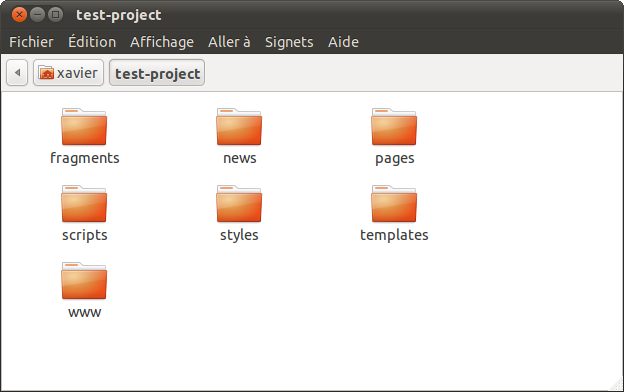 test-project
Fichier Édition Affichage Aller à Signets Aide
xavier test-project
fragments news pages
scripts styles templates
www